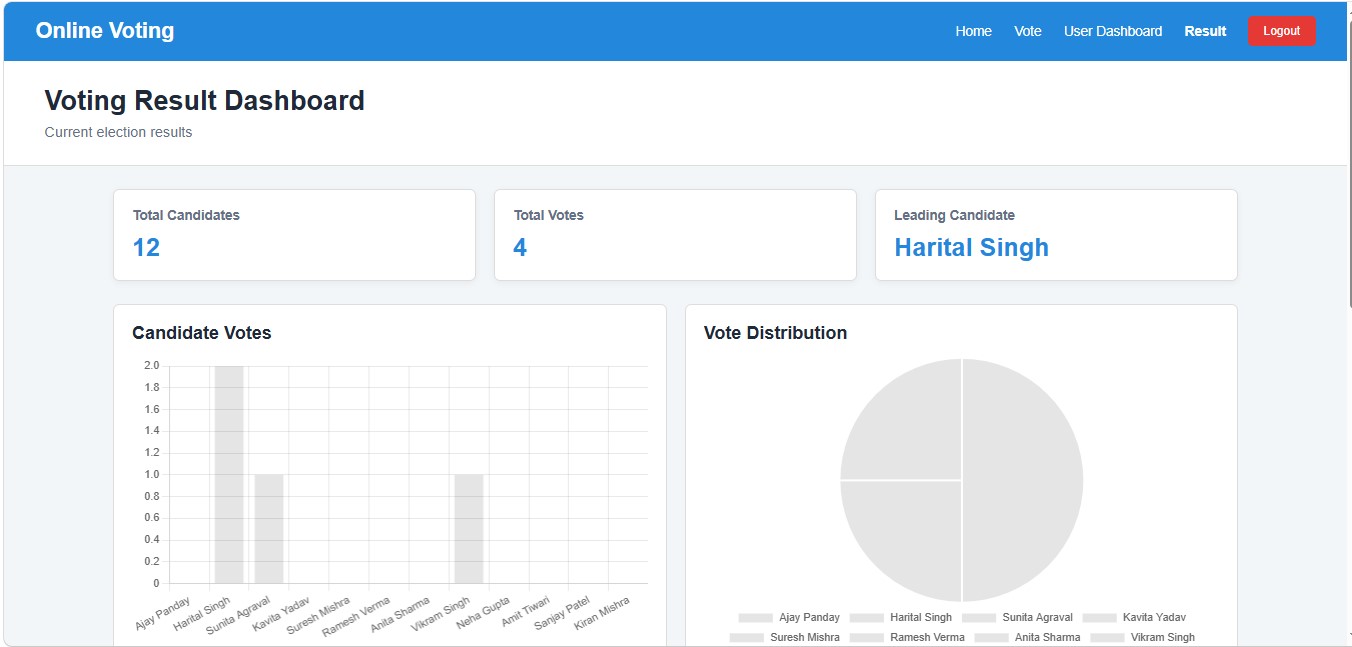 Online Voting
Home Vote User Dashboard Result Logout
Voting Result Dashboard
Current election results
Total Candidates
12
Total Votes
4
Leading Candidate
Harital Singh
Candidate Votes
2.0
1.8
1.6
1.4
1.2
1.0
0.8
0.6
0.4
0.2
0
Ajay Panday Harital Singh Sunita Agraval Kavita Yadav Suresh Mishra Ramesh Verma Anita Sharma Vikram Singh Neha Gupta Amit Tiwari Sanjay Patel Kiran Mishra
Vote Distribution
Ajay Panday Harital Singh Sunita Agraval Kavita Yadav
Suresh Mishra Ramesh Verma Anita Sharma Vikram Singh